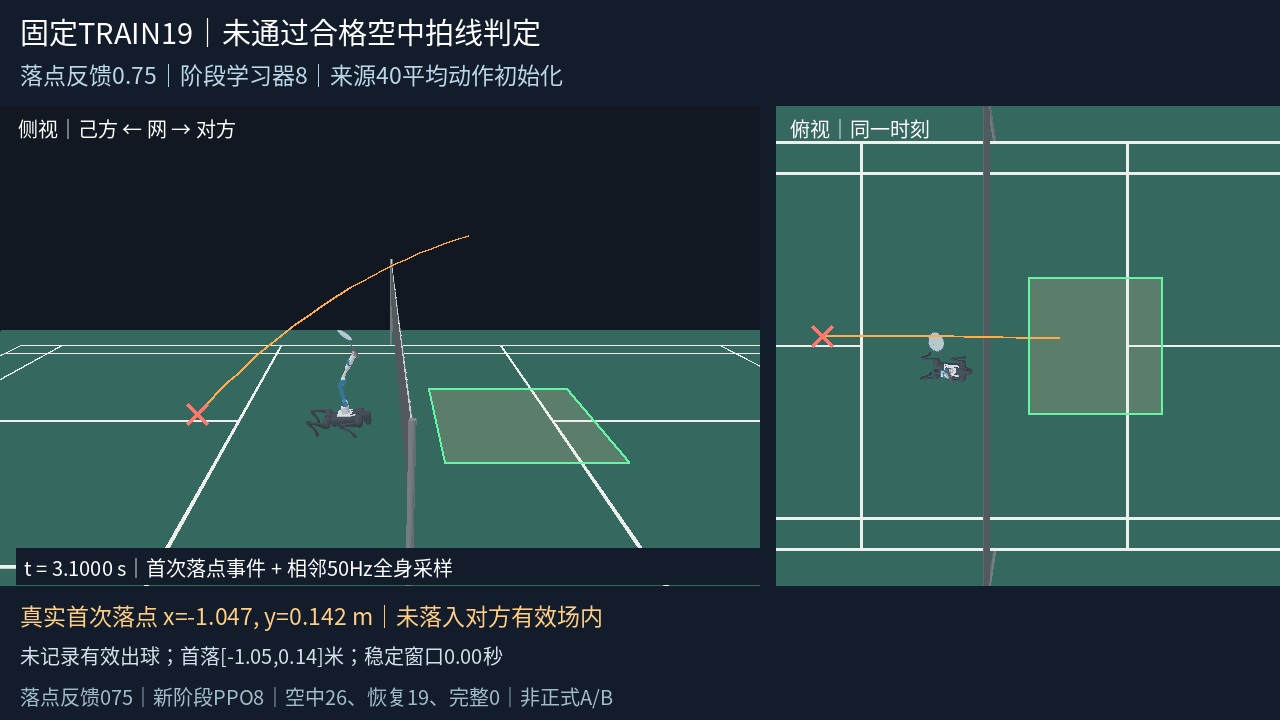 固定TRAIN19｜未通过合格空中拍线判定
落点反馈0.75｜阶段学习器8｜来源40平均动作初始化
侧视｜己方 ← 网 → 对方
俯视｜同一时刻
t = 3.1000 s｜首次落点事件 + 相邻50Hz全身采样
真实首次落点 x=-1.047, y=0.142 m｜未落入对方有效场内
未记录有效出球；首落[-1.05,0.14]米；稳定窗口0.00秒
落点反馈075｜新阶段PPO8｜空中26、恢复19、完整0｜非正式A/B